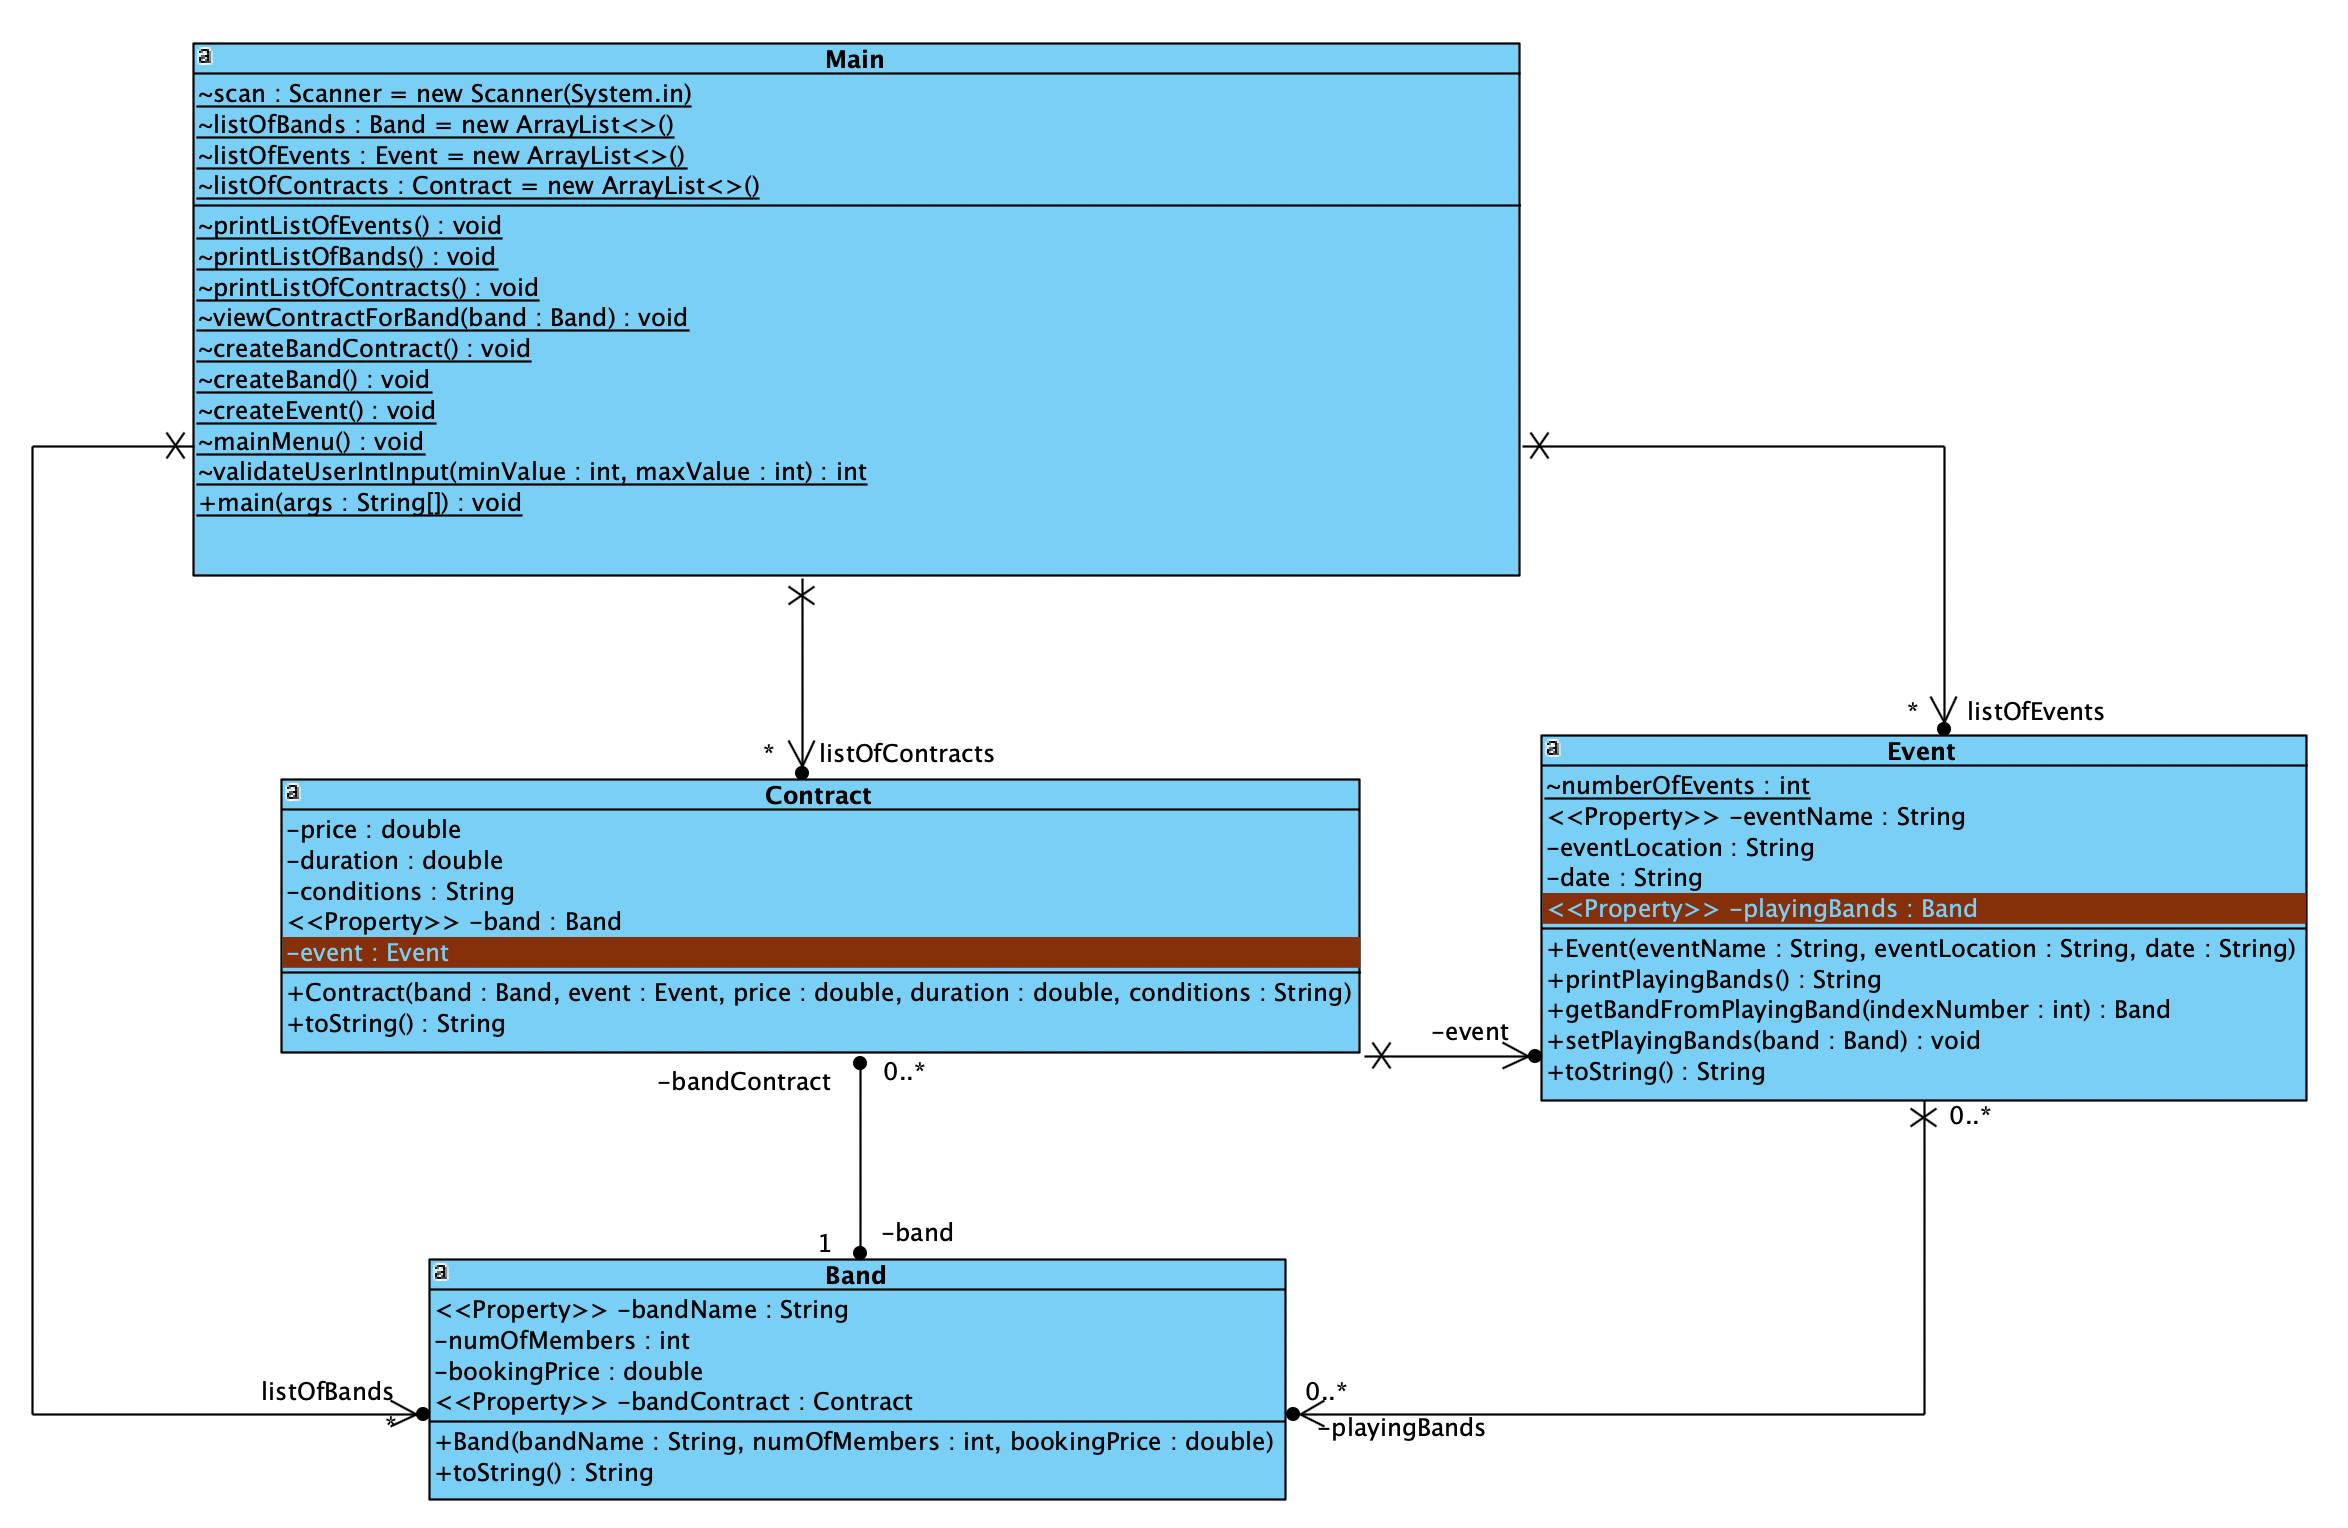 a
Main
~scan : Scanner = new Scanner(System.in)
~listOfBands : Band = new ArrayList<>()
~listOfEvents : Event = new ArrayList<>()
~listOfContracts : Contract = new ArrayList<>()
~printListOfEvents() : void
~printListOfBands() : void
~printListOfContracts() : void
~viewContractForBand(band : Band) : void
~createBandContract() : void
~createBand() : void
~createEvent() : void
~mainMenu() : void
~validateUserIntInput(minValue : int, maxValue : int) : int
+main(args : String[]) : void
* listOfContracts
* listOfEvents
a
Contract
-price : double
-duration : double
-conditions : String
<<Property>> -band : Band
-event : Event
+Contract(band : Band, event : Event, price : double, duration : double, conditions : String)
+toString() : String
a
Event
~numberOfEvents : int
<<Property>> -eventName : String
-eventLocation : String
-date : String
<<Property>> -playingBands : Band
+Event(eventName : String, eventLocation : String, date : String)
+printPlayingBands() : String
+getBandFromPlayingBand(indexNumber : int) : Band
+setPlayingBands(band : Band) : void
+toString() : String
-event
-bandContract
0..*
0..*
1
-band
a
Band
<<Property>> -bandName : String
-numOfMembers : int
-bookingPrice : double
<<Property>> -bandContract : Contract
+Band(bandName : String, numOfMembers : int, bookingPrice : double)
+toString() : String
listOfBands
*
0..*
-playingBands